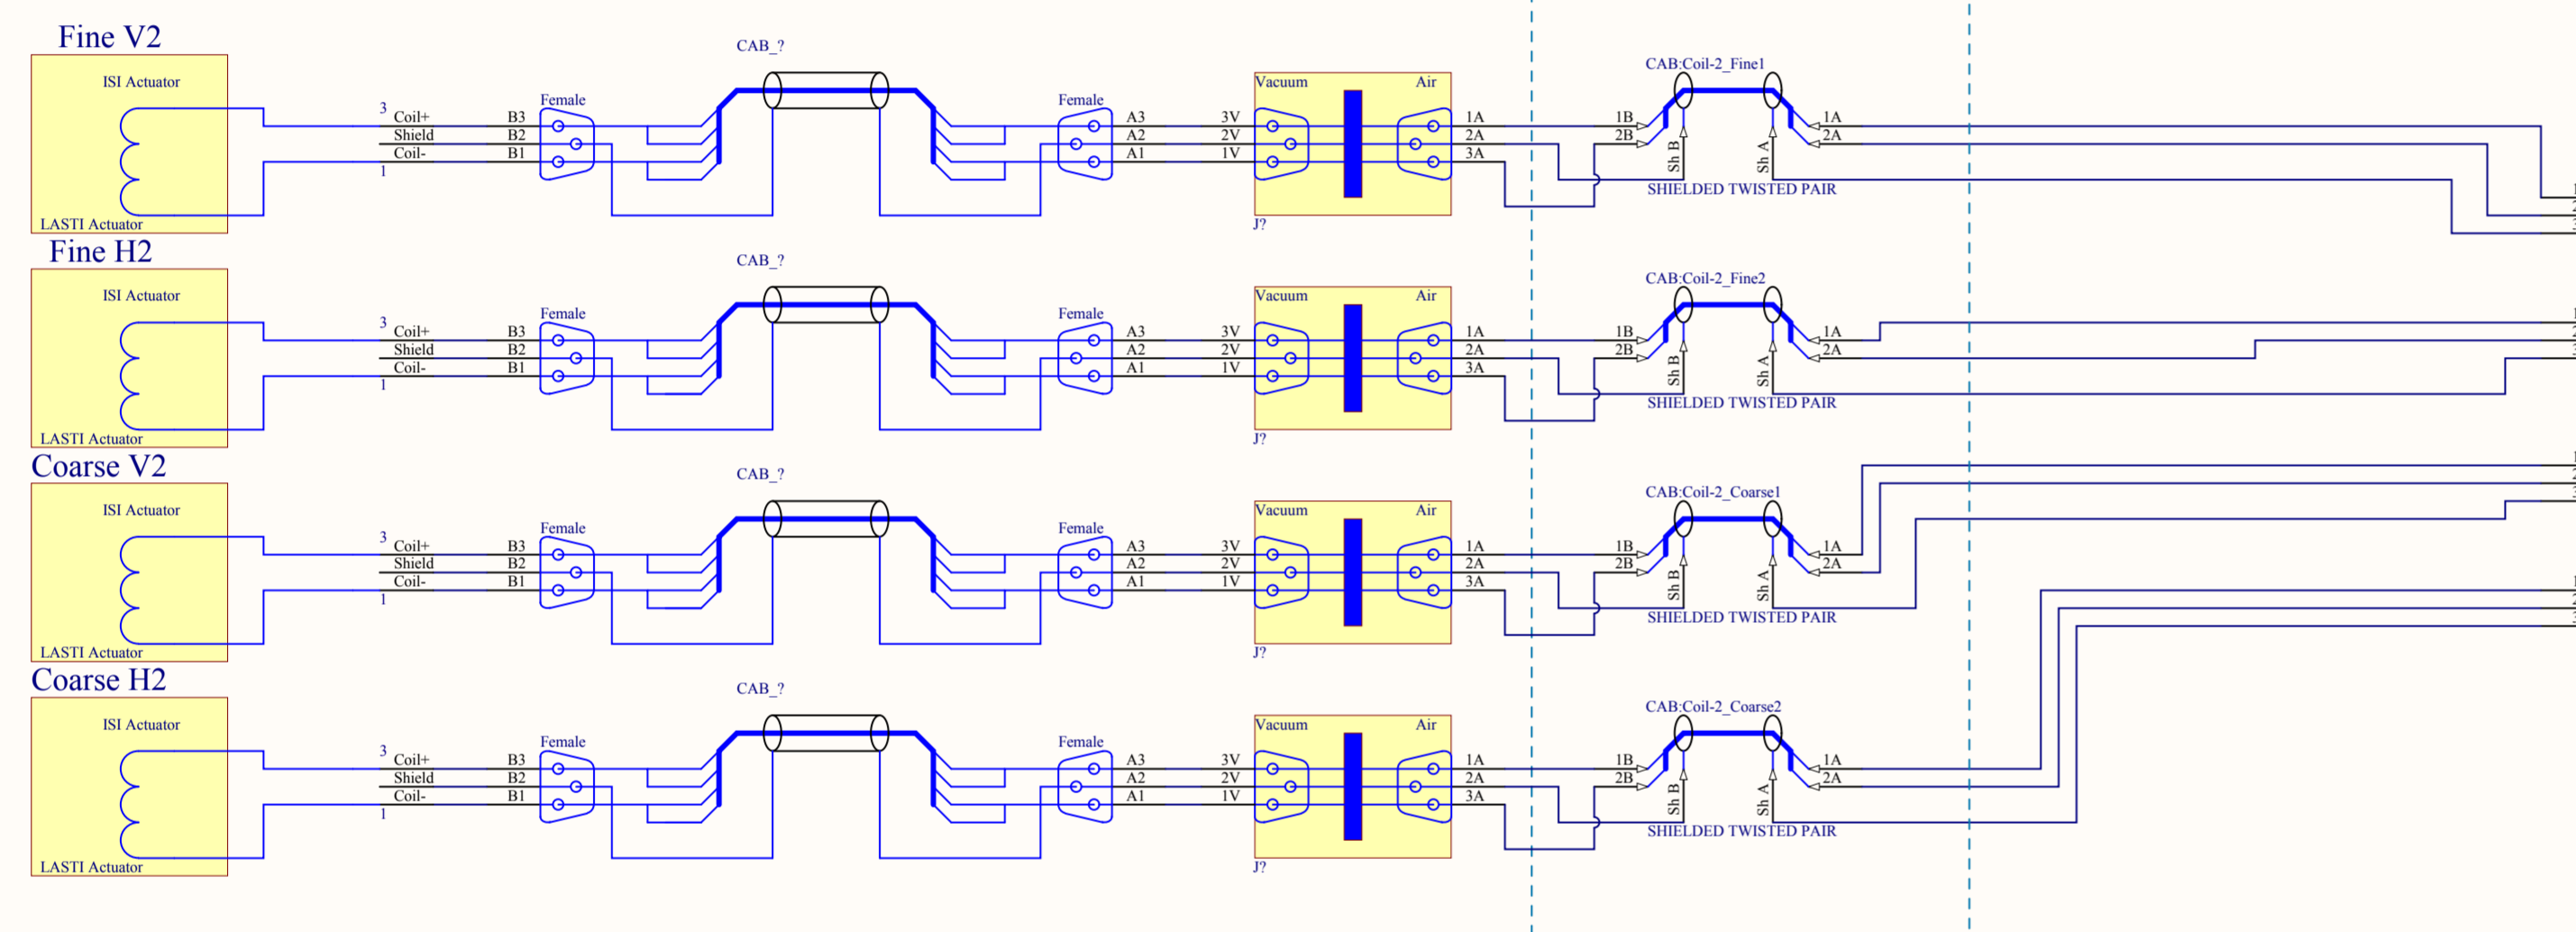 Fine V2
CAB_?
ISI Actuator
3
Coil+ B3
Shield B2
Coil- B1
1
Female
Female
A3 3V
A2 2V
A1 1V
Vacuum Air
1A
2A
3A
CAB:Coil-2_Fine1
1B
2B
Sh B
Sh A
1A
2A
SHIELDED TWISTED PAIR
LASTI Actuator
J?
Fine H2
CAB_?
ISI Actuator
3
Coil+ B3
Shield B2
Coil- B1
1
Female
Female
A3 3V
A2 2V
A1 1V
Vacuum Air
1A
2A
3A
CAB:Coil-2_Fine2
1B
2B
Sh B
Sh A
1A
2A
SHIELDED TWISTED PAIR
LASTI Actuator
J?
Coarse V2
CAB_?
ISI Actuator
3
Coil+ B3
Shield B2
Coil- B1
1
Female
Female
A3 3V
A2 2V
A1 1V
Vacuum Air
1A
2A
3A
CAB:Coil-2_Coarse1
1B
2B
Sh B
Sh A
1A
2A
SHIELDED TWISTED PAIR
LASTI Actuator
J?
Coarse H2
CAB_?
ISI Actuator
3
Coil+ B3
Shield B2
Coil- B1
1
Female
Female
A3 3V
A2 2V
A1 1V
Vacuum Air
1A
2A
3A
CAB:Coil-2_Coarse2
1B
2B
Sh B
Sh A
1A
2A
SHIELDED TWISTED PAIR
LASTI Actuator
J?